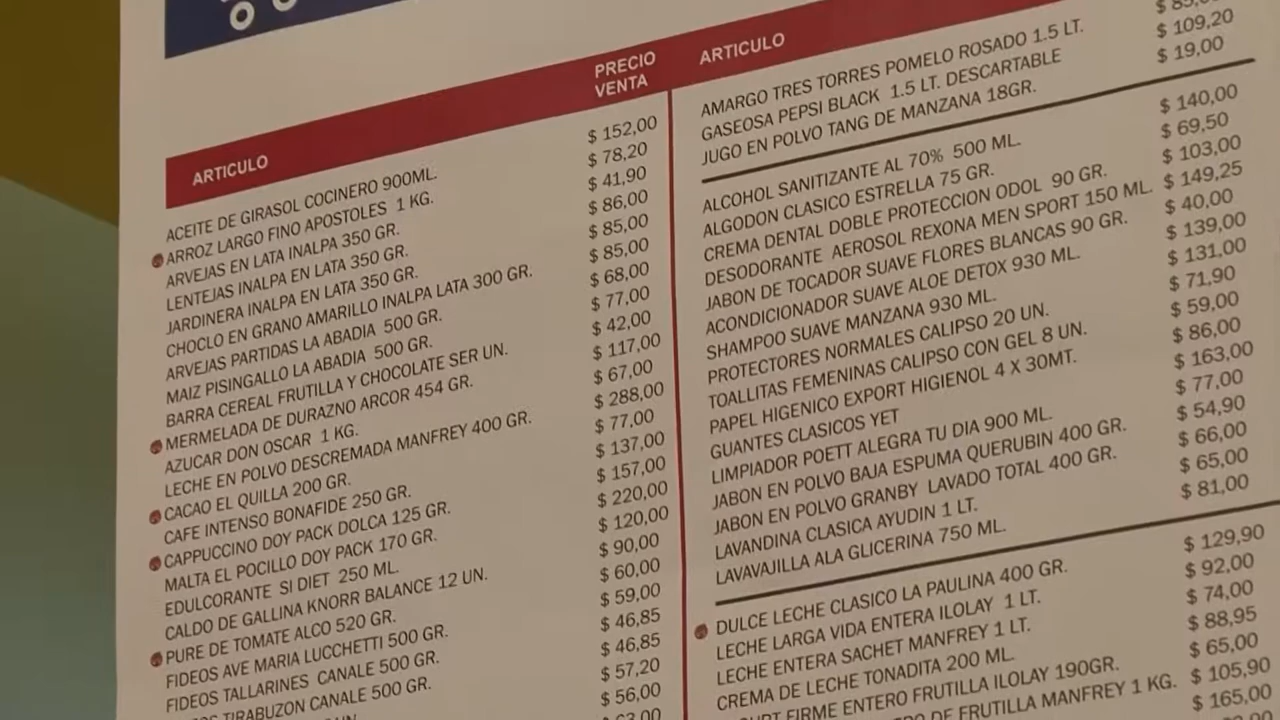 ARTICULO PRECIO VENTA
ACEITE DE GIRASOL COCINERO 900ML. $ 152,00
ARROZ LARGO FINO APOSTOLES 1 KG. $ 78,20
ARVEJAS EN LATA INALPA 350 GR. $ 41,90
LENTEJAS INALPA EN LATA 350 GR. $ 86,00
JARDINERA INALPA EN LATA 350 GR. $ 85,00
CHOCLO EN GRANO AMARILLO INALPA LATA 300 GR. $ 85,00
ARVEJAS PARTIDAS LA ABADIA 500 GR. $ 68,00
MAIZ PISINGALLO LA ABADIA 500 GR. $ 77,00
BARRA CEREAL FRUTILLA Y CHOCOLATE SER UN. $ 42,00
MERMELADA DE DURAZNO ARCOR 454 GR. $ 117,00
AZUCAR DON OSCAR 1 KG. $ 67,00
LECHE EN POLVO DESCREMADA MANFREY 400 GR. $ 288,00
CACAO EL QUILLA 200 GR. $ 77,00
CAFE INTENSO BONAFIDE 250 GR. $ 137,00
CAPPUCCINO DOY PACK DOLCA 125 GR. $ 157,00
MALTA EL POCILLO DOY PACK 170 GR. $ 220,00
EDULCORANTE SI DIET 250 ML. $ 120,00
CALDO DE GALLINA KNORR BALANCE 12 UN. $ 90,00
PURE DE TOMATE ALCO 520 GR. $ 60,00
FIDEOS AVE MARIA LUCCHETTI 500 GR. $ 59,00
FIDEOS TALLARINES CANALE 500 GR. $ 46,85
TIRABUZON CANALE 500 GR. $ 46,85
$ 57,20
$ 56,00
ARTICULO
AMARGO TRES TORRES POMELO ROSADO 1.5 LT.
GASEOSA PEPSI BLACK 1.5 LT. DESCARTABLE $ 109,20
JUGO EN POLVO TANG DE MANZANA 18GR. $ 19,00
ALCOHOL SANITIZANTE AL 70% 500 ML. $ 140,00
ALGODON CLASICO ESTRELLA 75 GR. $ 69,50
CREMA DENTAL DOBLE PROTECCION ODOL 90 GR. $ 103,00
DESODORANTE AEROSOL REXONA MEN SPORT 150 ML. $ 149,25
JABON DE TOCADOR SUAVE FLORES BLANCAS 90 GR. $ 40,00
ACONDICIONADOR SUAVE ALOE DETOX 930 ML. $ 139,00
SHAMPOO SUAVE MANZANA 930 ML. $ 131,00
PROTECTORES NORMALES CALIPSO 20 UN. $ 71,90
TOALLITAS FEMENINAS CALIPSO CON GEL 8 UN. $ 59,00
PAPEL HIGENICO EXPORT HIGIENOL 4 X 30MT. $ 86,00
GUANTES CLASICOS YET $ 163,00
LIMPIADOR POETT ALEGRA TU DIA 900 ML. $ 77,00
JABON EN POLVO BAJA ESPUMA QUERUBIN 400 GR. $ 54,90
JABON EN POLVO GRANBY LAVADO TOTAL 400 GR. $ 66,00
LAVANDINA CLASICA AYUDIN 1 LT. $ 65,00
LAVAVAJILLA ALA GLICERINA 750 ML. $ 81,00
DULCE LECHE CLASICO LA PAULINA 400 GR. $ 129,90
LECHE LARGA VIDA ENTERA ILOLAY 1 LT. $ 92,00
LECHE ENTERA SACHET MANFREY 1 LT. $ 74,00
CREMA DE LECHE TONADITA 200 ML. $ 88,95
FIRME ENTERO FRUTILLA ILOLAY 190GR. $ 65,00
DE FRUTILLA MANFREY 1 KG. $ 105,90
$ 165,00